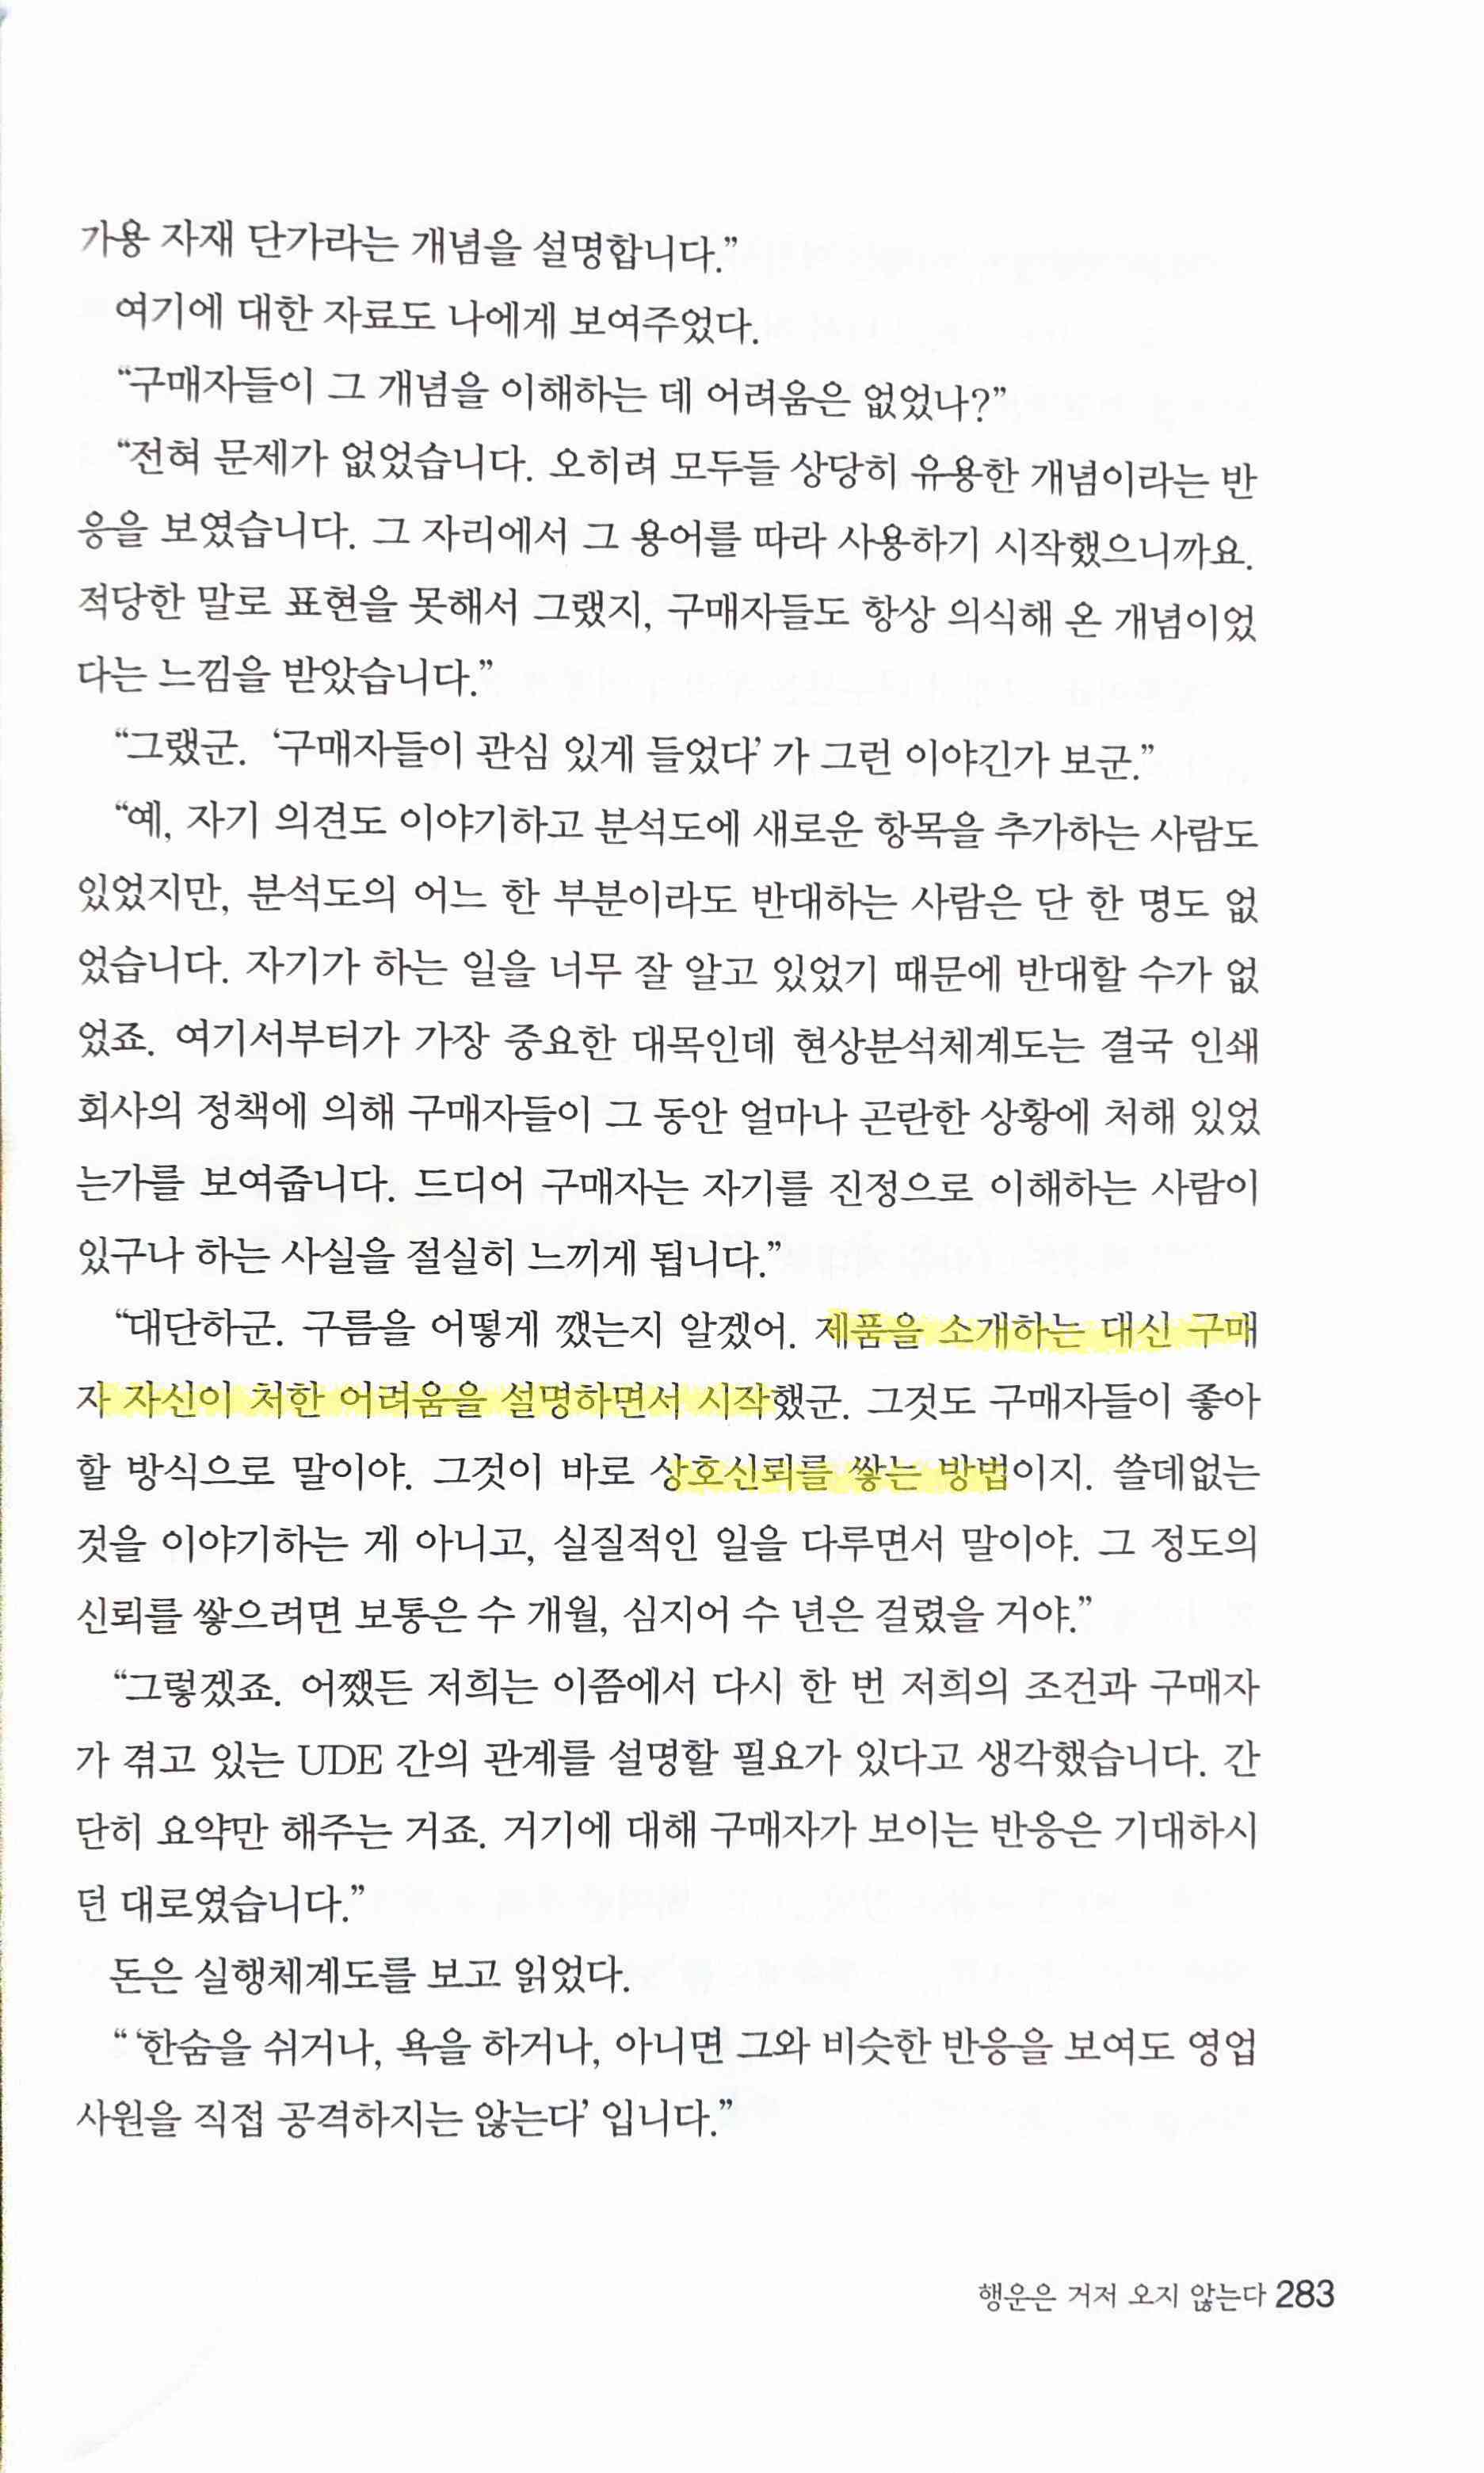 가용 자재 단가라는 개념을 설명합니다.”
여기에 대한 자료도 나에게 보여주었다.
“구매자들이 그 개념을 이해하는 데 어려움은 없었나?”
“전혀 문제가 없었습니다. 오히려 모두들 상당히 유용한 개념이라는 반
응을 보였습니다. 그 자리에서 그 용어를 따라 사용하기 시작했으니까요.
적당한 말로 표현을 못해서 그랬지, 구매자들도 항상 의식해 온 개념이었
다는 느낌을 받았습니다.”
“그랬군. ‘구매자들이 관심 있게 들었다’ 가 그런 이야긴가 보군.”
“예, 자기 의견도 이야기하고 분석도에 새로운 항목을 추가하는 사람도
있었지만, 분석도의 어느 한 부분이라도 반대하는 사람은 단 한 명도 없
었습니다. 자기가 하는 일을 너무 잘 알고 있었기 때문에 반대할 수가 없
었죠. 여기서부터가 가장 중요한 대목인데 현상분석체계도는 결국 인쇄
회사의 정책에 의해 구매자들이 그 동안 얼마나 곤란한 상황에 처해 있었
는가를 보여줍니다. 드디어 구매자는 자기를 진정으로 이해하는 사람이
있구나 하는 사실을 절실히 느끼게 됩니다.”
“대단하군. 구름을 어떻게 깼는지 알겠어. 제품을 소개하는 대신 구매
자 자신이 처한 어려움을 설명하면서 시작했군. 그것도 구매자들이 좋아
할 방식으로 말이야. 그것이 바로 상호신뢰를 쌓는 방법이지. 쓸데없는
것을 이야기하는 게 아니고, 실질적인 일을 다루면서 말이야. 그 정도의
신뢰를 쌓으려면 보통은 수 개월, 심지어 수 년은 걸렸을 거야.”
“그렇겠죠. 어쨌든 저희는 이쯤에서 다시 한 번 저희의 조건과 구매자
가 겪고 있는 UDE 간의 관계를 설명할 필요가 있다고 생각했습니다. 간
단히 요약만 해주는 거죠. 거기에 대해 구매자가 보이는 반응은 기대하시
던 대로였습니다.”
돈은 실행체계도를 보고 읽었다.
“ ‘한숨을 쉬거나, 욕을 하거나, 아니면 그와 비슷한 반응을 보여도 영업
사원을 직접 공격하지는 않는다’ 입니다.”
행운은 거저 오지 않는다 283